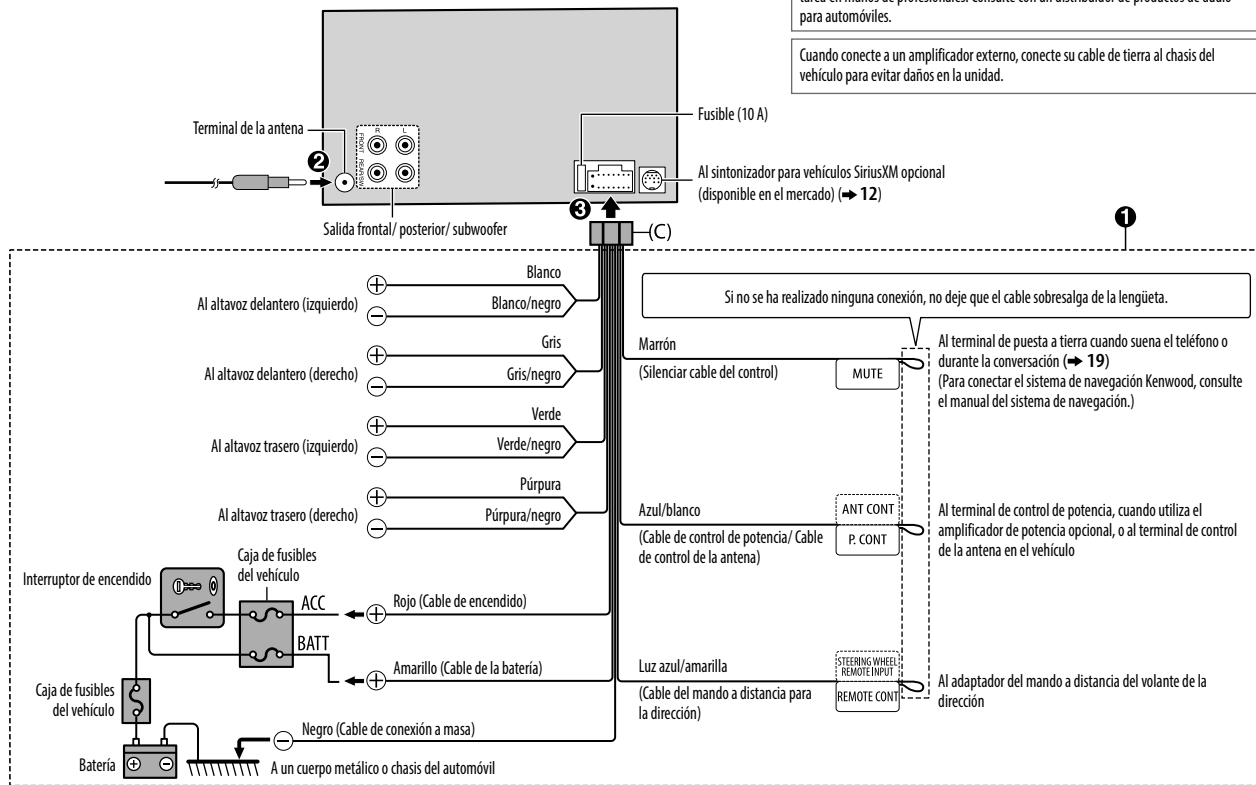 tarea en manos de profesionales. Consulte con un distribuidor de productos de audio
para automóviles.
Cuando conecte a un amplificador externo, conecte su cable de tierra al chasis del
vehículo para evitar daños en la unidad.
Fusible (10 A)
Terminal de la antena
R L
FRONT
REAR/SW
2
Al sintonizador para vehículos SiriusXM opcional
(disponible en el mercado) (➜ 12)
3
Salida frontal/ posterior/ subwoofer
(C)
1
Blanco
Al altavoz delantero (izquierdo)
Blanco/negro
Gris
Al altavoz delantero (derecho)
Gris/negro
Verde
Al altavoz trasero (izquierdo)
Verde/negro
Púrpura
Al altavoz trasero (derecho)
Púrpura/negro
Si no se ha realizado ninguna conexión, no deje que el cable sobresalga de la lengüeta.
Marrón
(Silenciar cable del control)
MUTE
Al terminal de puesta a tierra cuando suena el teléfono o
durante la conversación (➜ 19)
(Para conectar el sistema de navegación Kenwood, consulte
el manual del sistema de navegación.)
Azul/blanco
(Cable de control de potencia/ Cable
de control de la antena)
ANT CONT
P. CONT
Al terminal de control de potencia, cuando utiliza el
amplificador de potencia opcional, o al terminal de control
de la antena en el vehículo
Interruptor de encendido
Caja de fusibles
del vehículo
ACC
Rojo (Cable de encendido)
BATT
Amarillo (Cable de la batería)
Luz azul/amarilla
(Cable del mando a distancia para
la dirección)
STEERING WHEEL
REMOTE INPUT
REMOTE CONT
Al adaptador del mando a distancia del volante de la
dirección
Caja de fusibles
del vehículo
Negro (Cable de conexión a masa)
Batería
A un cuerpo metálico o chasis del automóvil